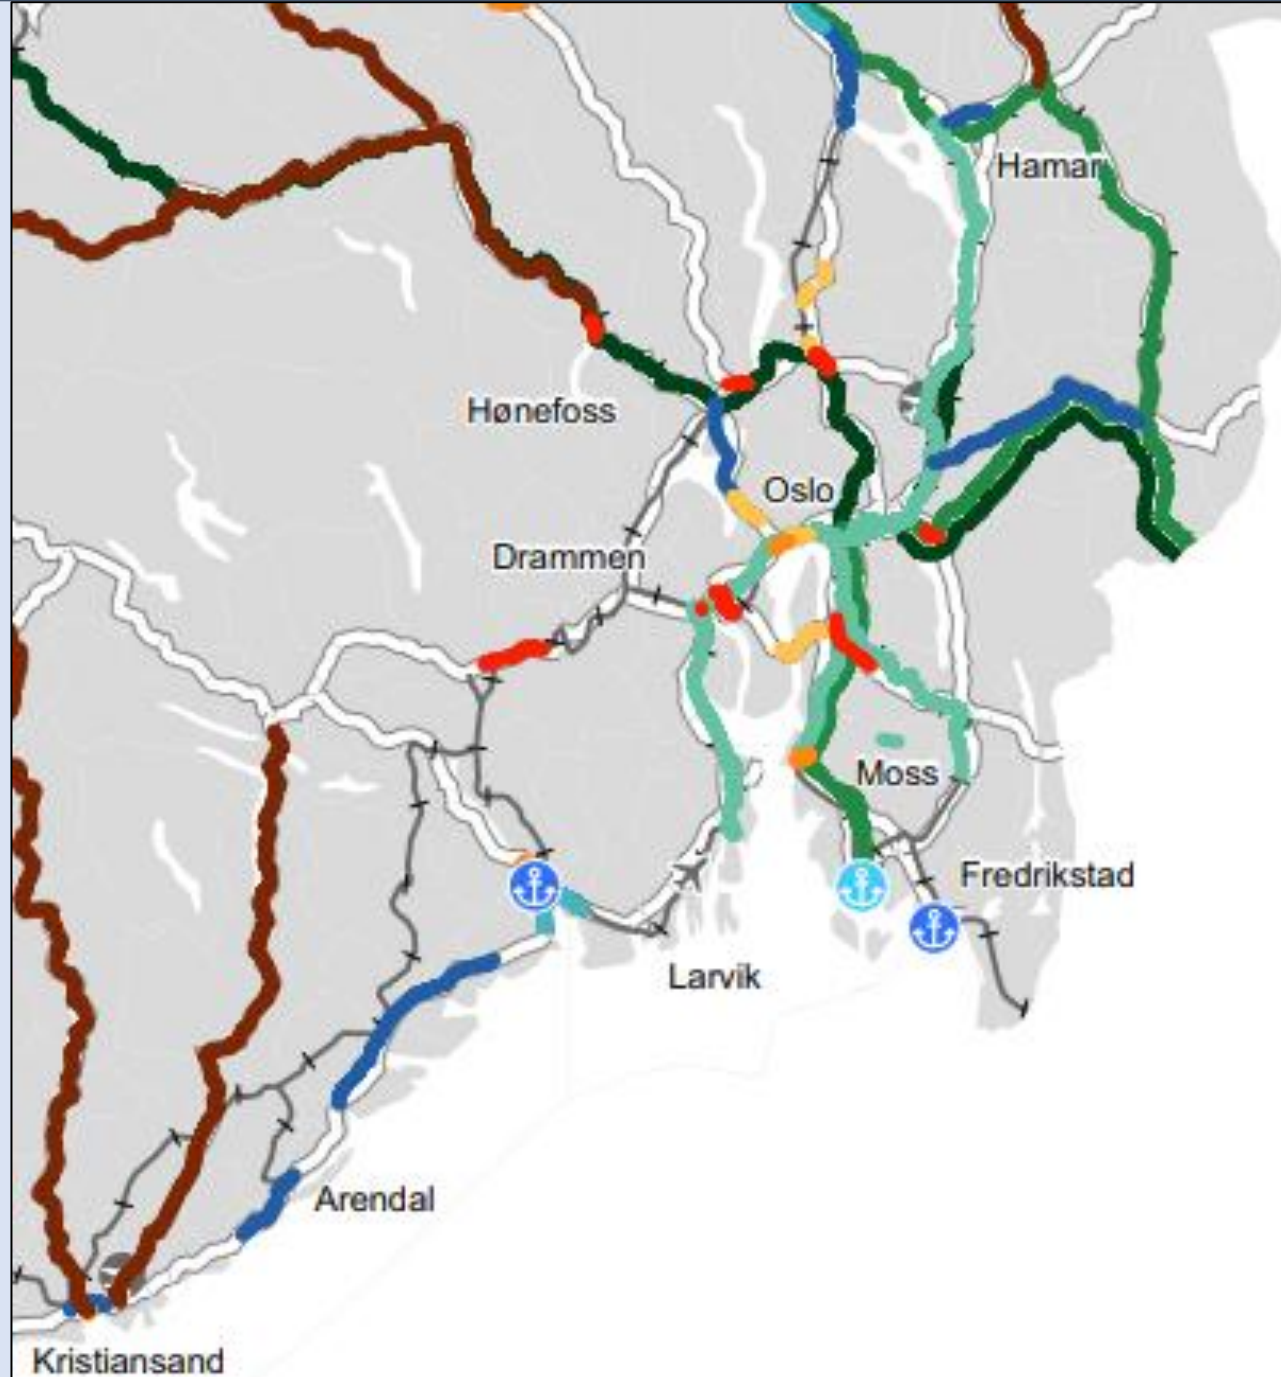 Hamar
Hønefoss
Oslo
Drammen
Moss
Fredrikstad
Larvik
Arendal
Kristiansand